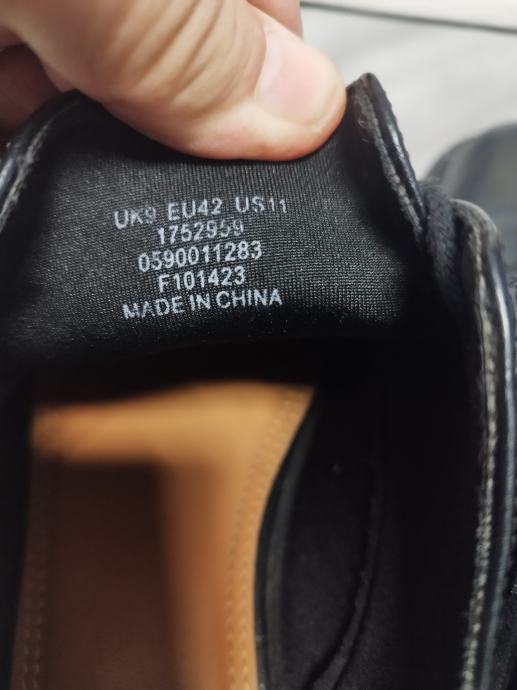 UK9 EU42 US11
1752959
0590011283
F101423
MADE IN CHINA